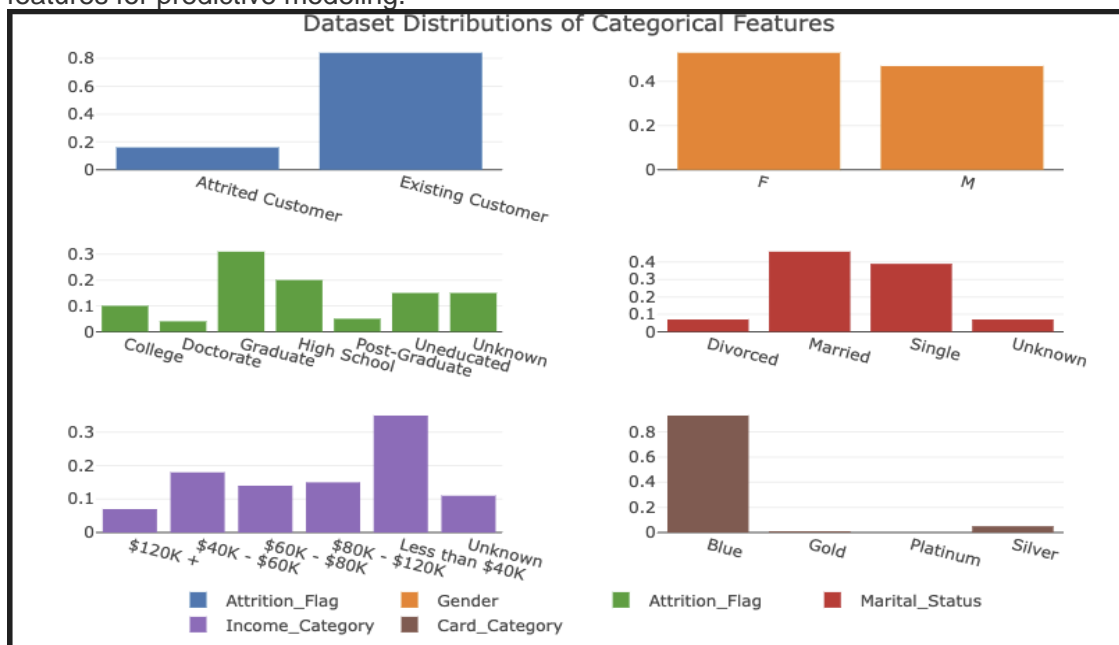 features for predictive modeling.
Dataset Distributions of Categorical Features
0.8
0.6
0.4
0.2
0
Attrited Customer
Existing Customer
0.4
0.2
0
F
M
0.3
0.2
0.1
0
College
Doctorate
Graduate
High School
Post-Graduate
Uneducated
Unknown
0.4
0.3
0.2
0.1
0
Divorced
Married
Single
Unknown
0.3
0.2
0.1
0
$120K +
$40K - $60K
$60K - $80K
$80K - $120K
Less than $40K
Unknown
0.8
0.6
0.4
0.2
0
Blue
Gold
Platinum
Silver
Attrition_Flag
Gender
Attrition_Flag
Marital_Status
Income_Category
Card_Category